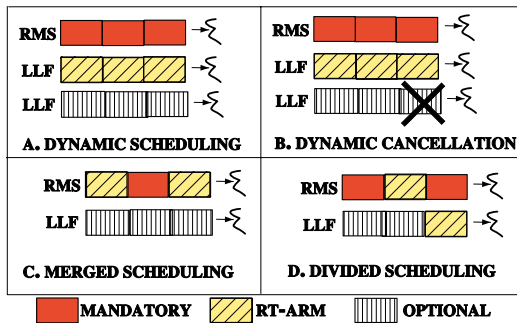 RMS
LLF
LLF
A. DYNAMIC SCHEDULING
RMS
LLF
LLF
B. DYNAMIC CANCELLATION
RMS
LLF
C. MERGED SCHEDULING
RMS
LLF
D. DIVIDED SCHEDULING
MANDATORY RT-ARM OPTIONAL